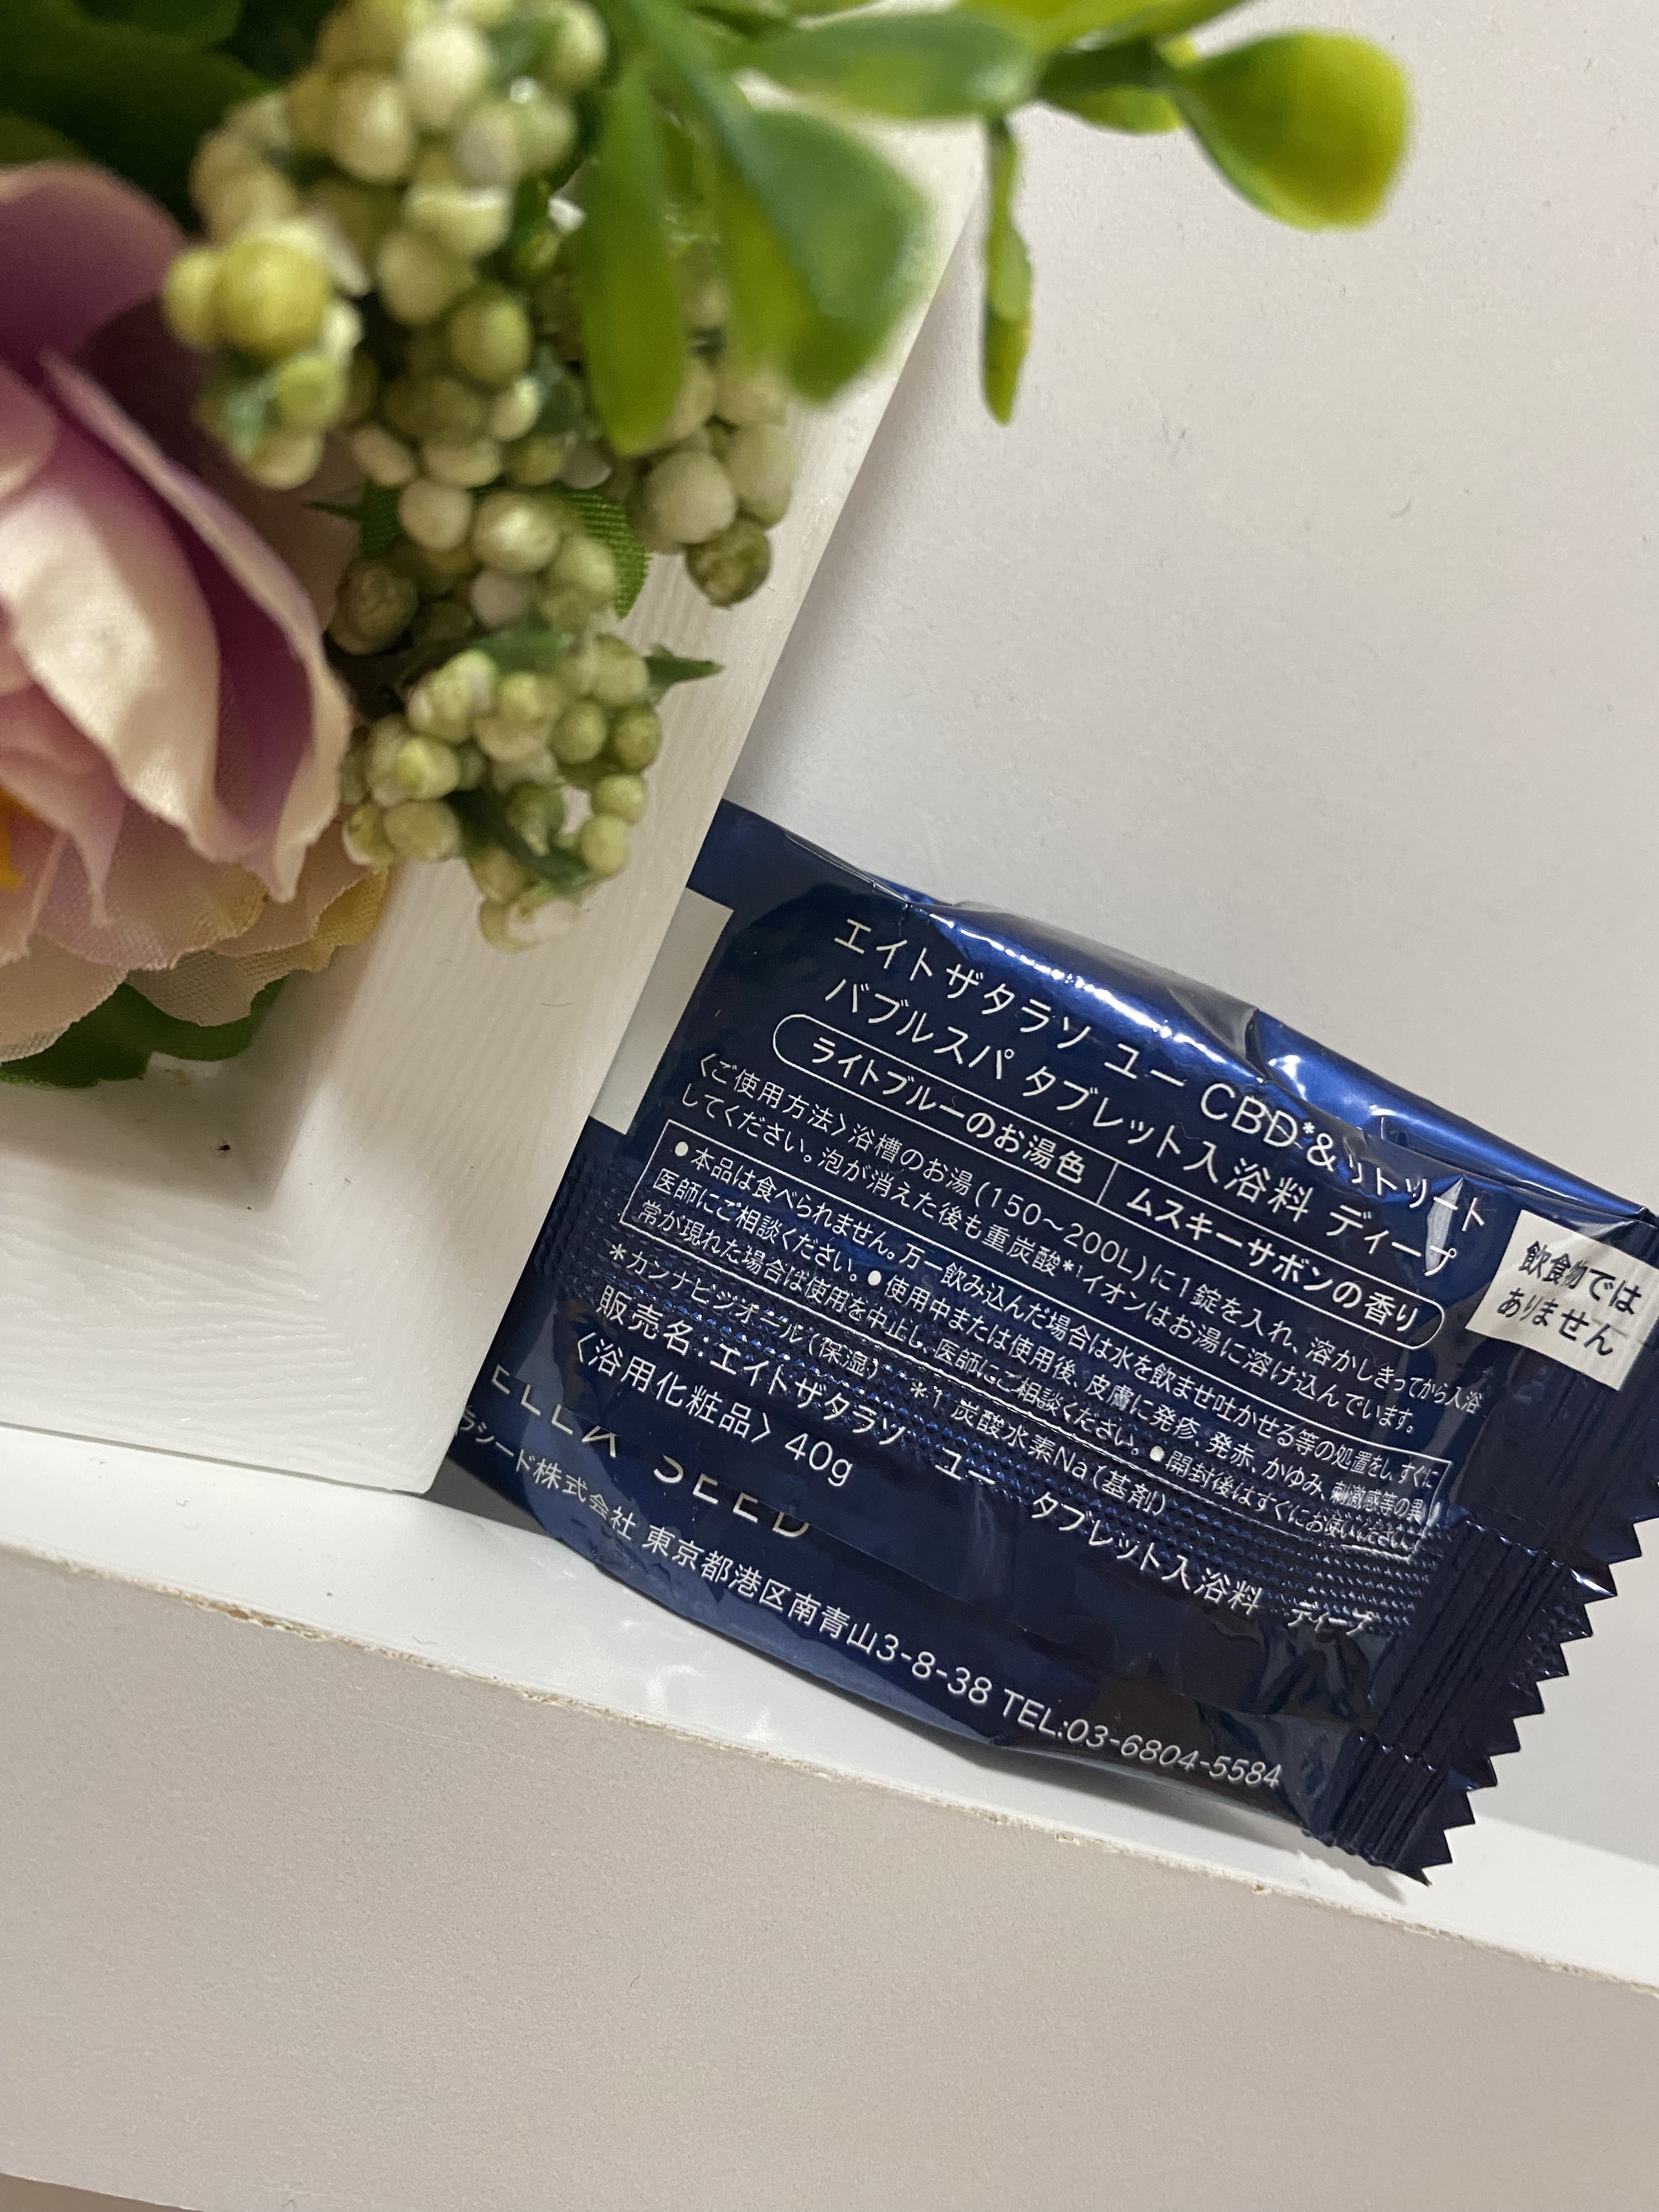 エイトザタラソ ユー CBD*&リトリート
バブルスパ タブレット入浴料 ディープ
ライトブルーのお湯色 | ムスキーサボンの香り
〈ご使用方法〉浴槽のお湯(150~200L)に1錠を入れ、溶かしきってから入浴
してください。泡が消えた後も重炭酸*¹イオンはお湯に溶け込んでいます。
●本品は食べられません。万一飲み込んだ場合は水を飲ませ吐かせる等の処置をし、すぐに
医師にご相談ください。●使用中または使用後、皮膚に発疹、発赤、かゆみ、刺激感等の異
常が現れた場合は使用を中止し、医師にご相談ください。●開封後はすぐにお使いください。
*カンナビジオール(保湿) *1 炭酸水素Na(基剤)
販売名:エイトザタラソ ユー タブレット入浴料 ディープ
〈浴用化粧品〉40g
ELLA SEED
ラシード株式会社 東京都港区南青山3-8-38 TEL:03-6804-5584
飲食物では
ありません